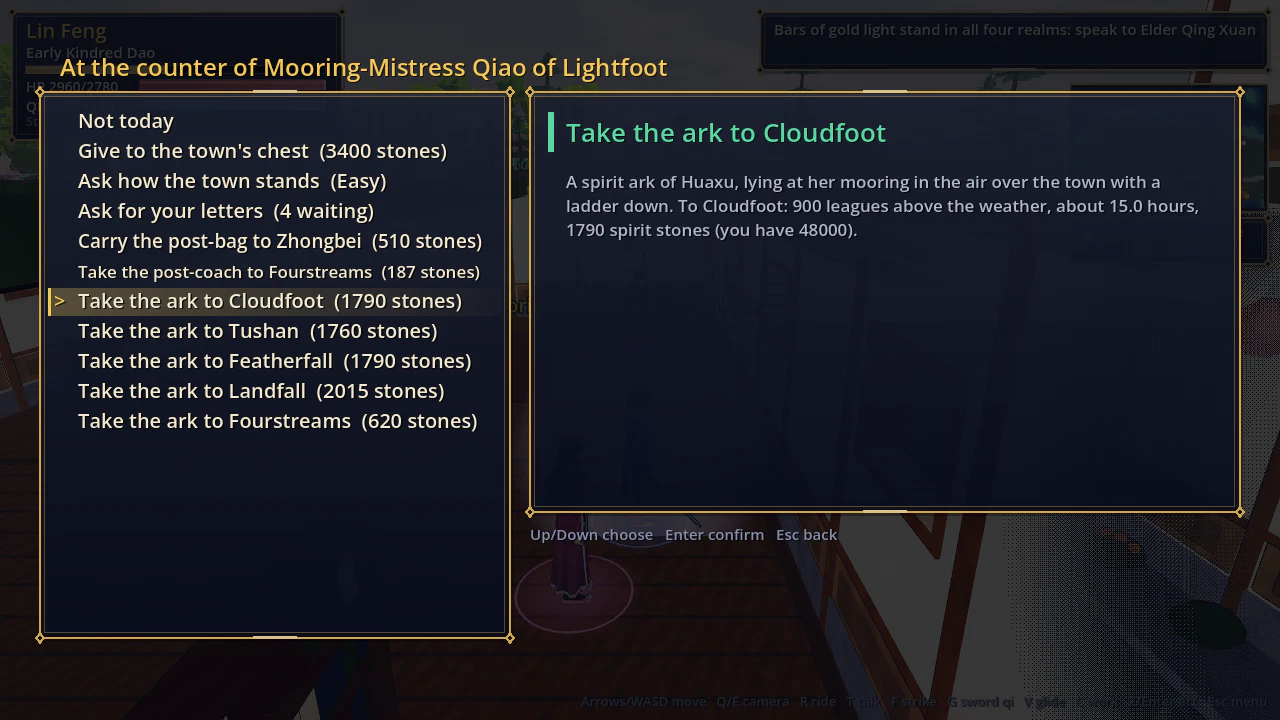 Lin Feng
Early Kindred Dao
Bars of gold light stand in all four realms: speak to Elder Qing Xuan
At the counter of Mooring-Mistress Qiao of Lightfoot
HP 2960/2780
Not today
Give to the town's chest (3400 stones)
Ask how the town stands (Easy)
Ask for your letters (4 waiting)
Carry the post-bag to Zhongbei (510 stones)
Take the post-coach to Fourstreams (187 stones)
> Take the ark to Cloudfoot (1790 stones)
Take the ark to Tushan (1760 stones)
Take the ark to Featherfall (1790 stones)
Take the ark to Landfall (2015 stones)
Take the ark to Fourstreams (620 stones)
Take the ark to Cloudfoot
A spirit ark of Huaxu, lying at her mooring in the air over the town with a
ladder down. To Cloudfoot: 900 leagues above the weather, about 15.0 hours,
1790 spirit stones (you have 48000).
Up/Down choose Enter confirm Esc back
Arrows/WASD move Q/E camera R ride T talk F strike G sword qi V glide Esc menu